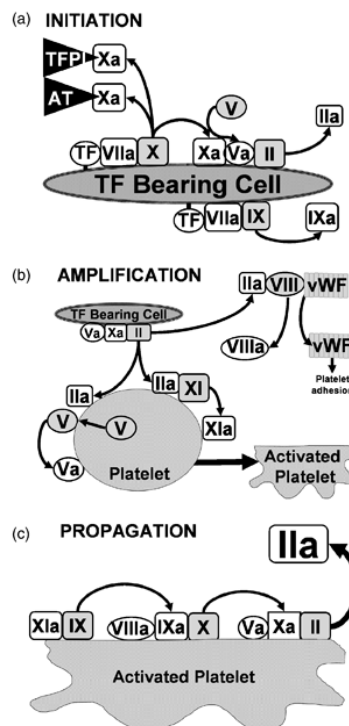 (a) INITIATION
TFPI Xa
AT Xa
V
IIa
TF VIIa X Xa Va II
TF Bearing Cell
TF VIIa IX IXa
(b) AMPLIFICATION
IIa VIII vWF
TF Bearing Cell
Va Xa II
VIIIa vWF
IIa IIa XI
Platelet
adhesion
V V XIa
Va Platelet
Activated
Platelet
(c) PROPAGATION
IIa
XIa IX VIIIa IXa X Va Xa II
Activated Platelet